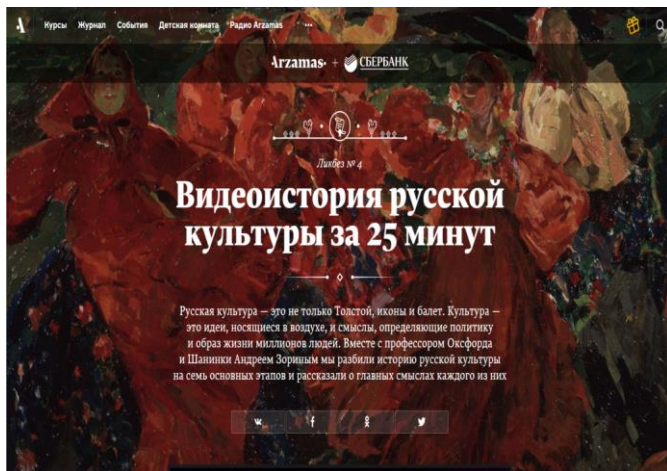 Курсы Журнал События Детская комната Радио Arzamas ···
Arzamas + СБЕРБАНК
Ликбез № 4
Видеоистория русской
культуры за 25 минут
Русская культура — это не только Толстой, иконы и балет. Культура —
это идеи, носящиеся в воздухе, и смыслы, определяющие политику
и образ жизни миллионов людей. Вместе с профессором Оксфорда
и Шанинки Андреем Зориным мы разбили историю русской культуры
на семь основных этапов и рассказали о главных смыслах каждого из них